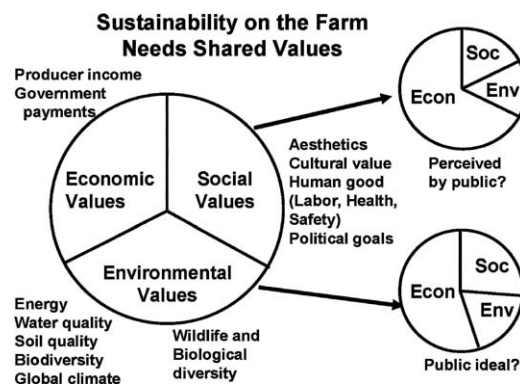 Sustainability on the Farm
Needs Shared Values
Producer income
Government
payments
Economic
Values
Social
Values
Environmental
Values
Aesthetics
Cultural value
Human good
(Labor, Health,
Safety)
Political goals
Energy
Water quality
Soil quality
Biodiversity
Global climate
Wildlife and
Biological
diversity
Soc
Econ
Env
Perceived
by public?
Soc
Econ
Env
Public ideal?